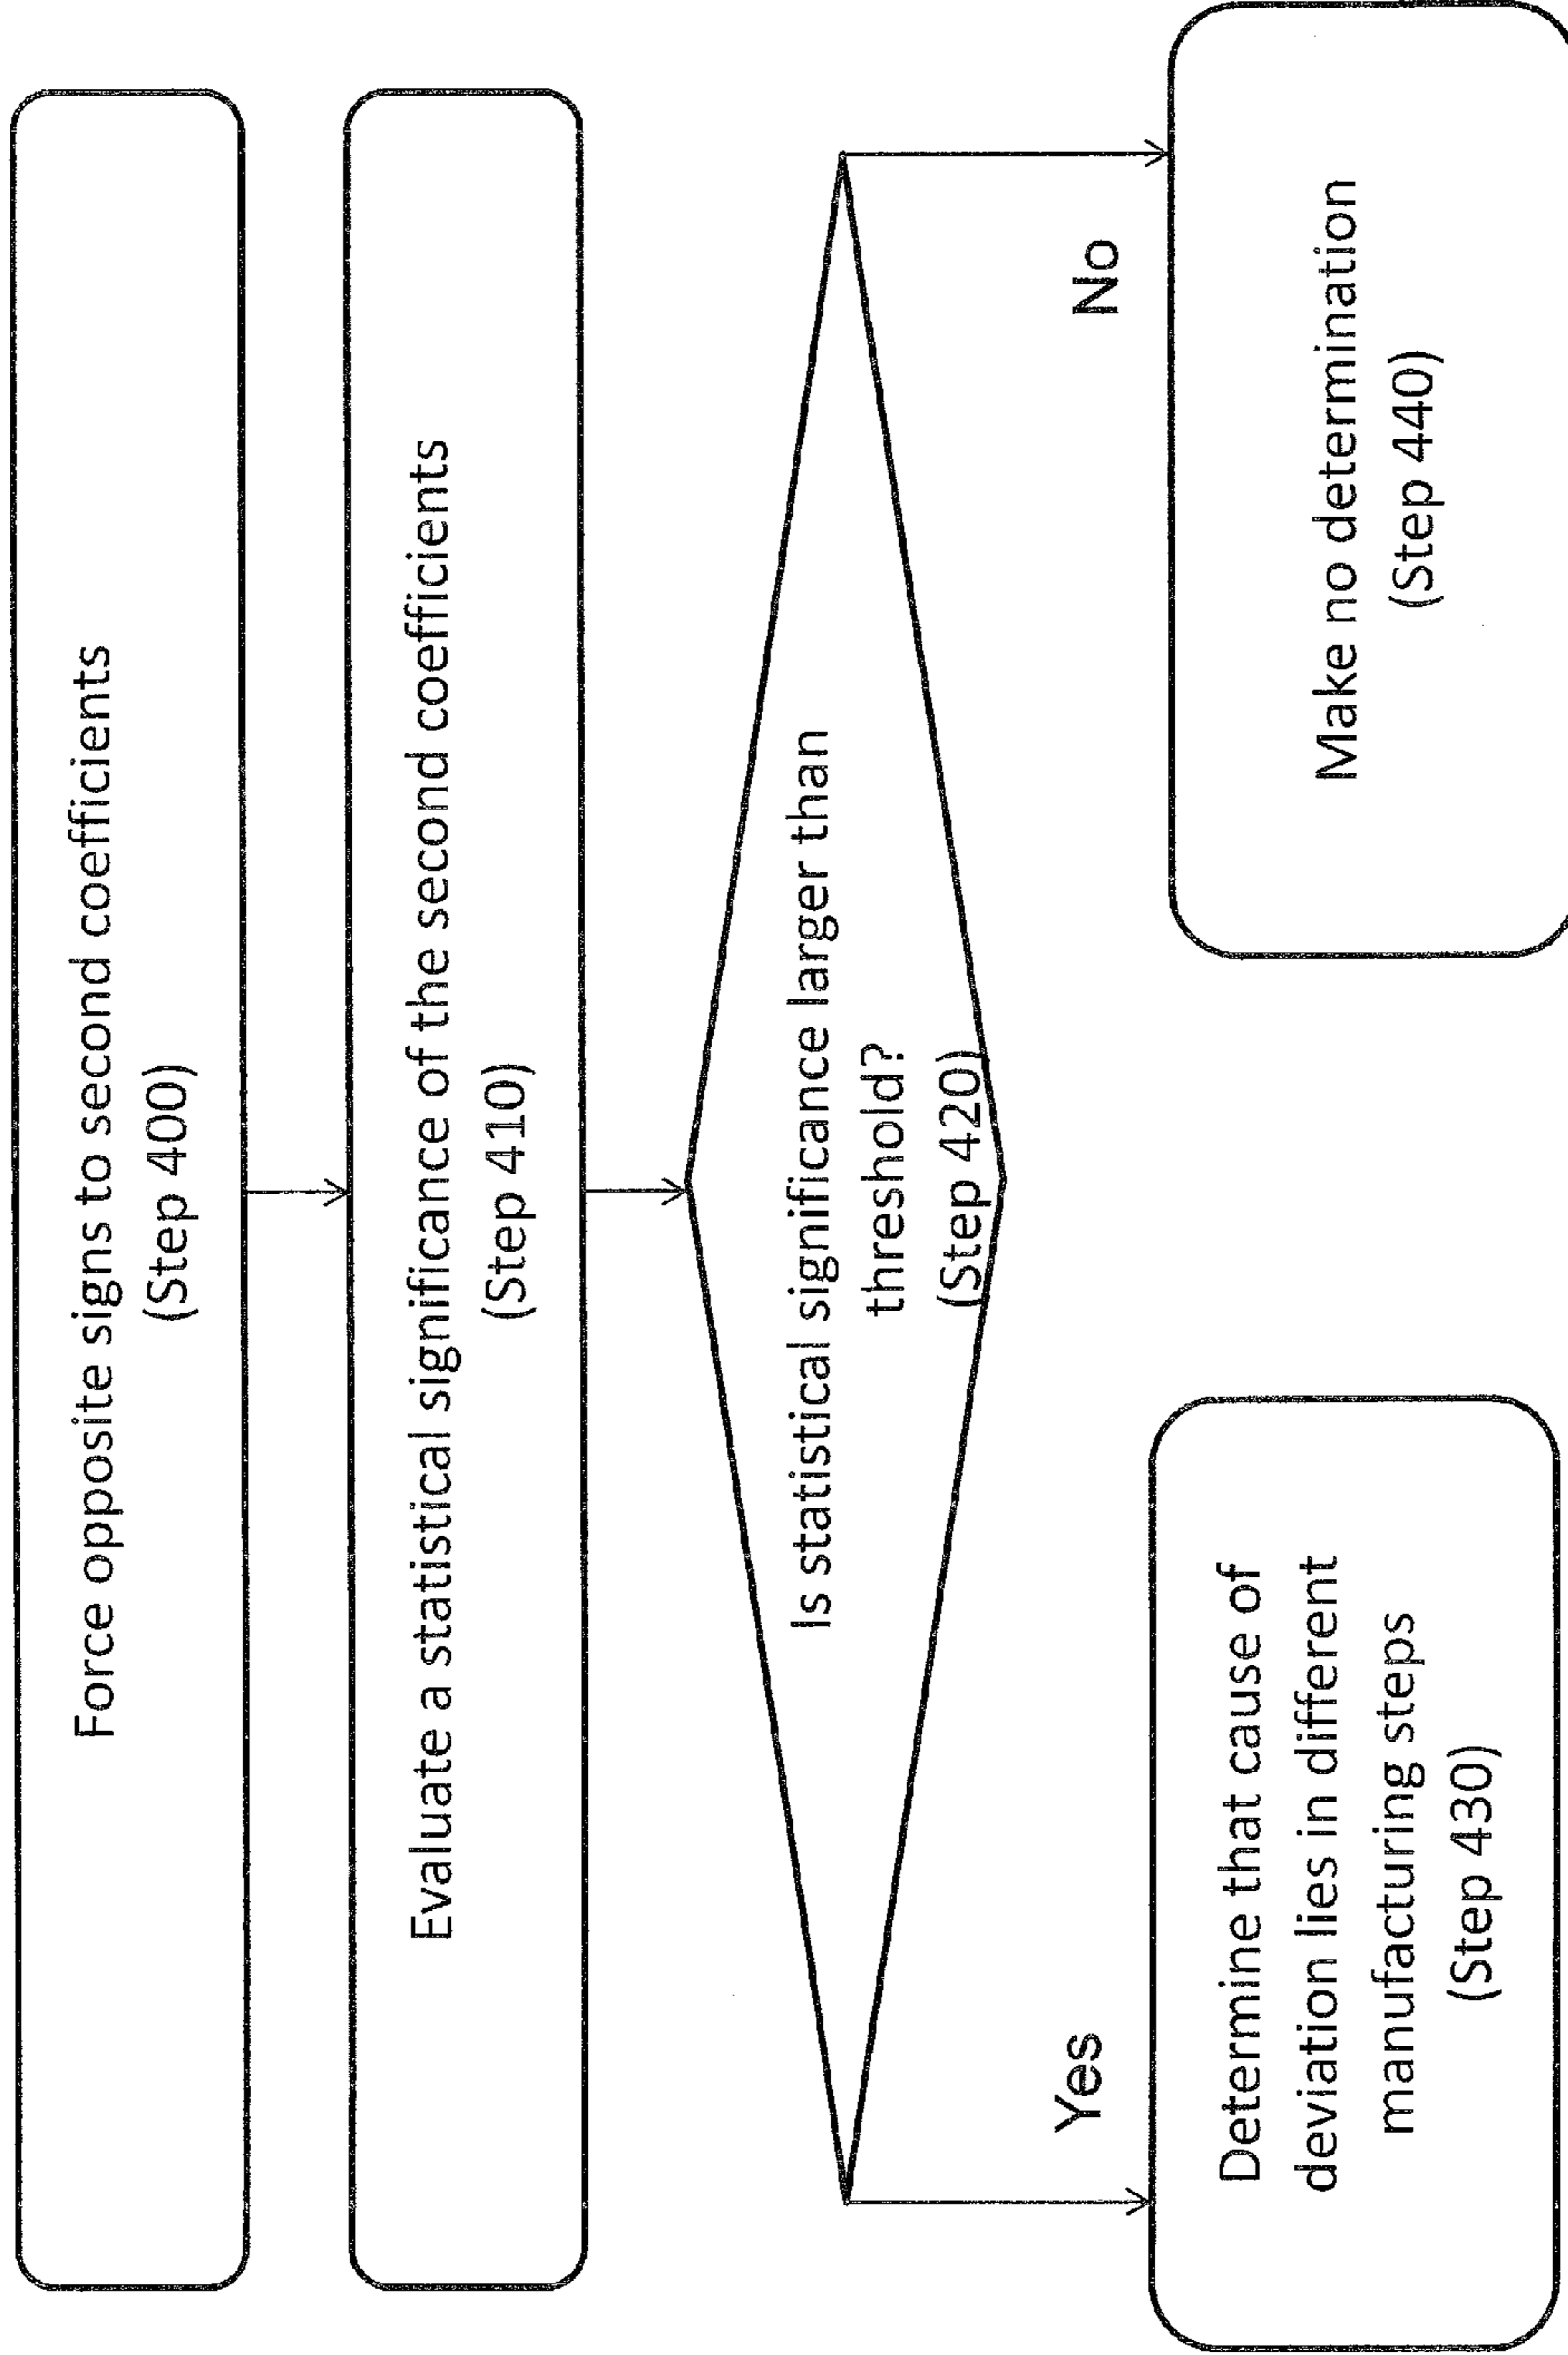 Force opposite signs to second coefficients
(Step 400)
Evaluate a statistical significance of the second coefficients
(Step 410)
Is statistical significance larger than
threshold?
(Step 420)
Yes
No
Determine that cause of
deviation lies in different
manufacturing steps
(Step 430)
Make no determination
(Step 440)